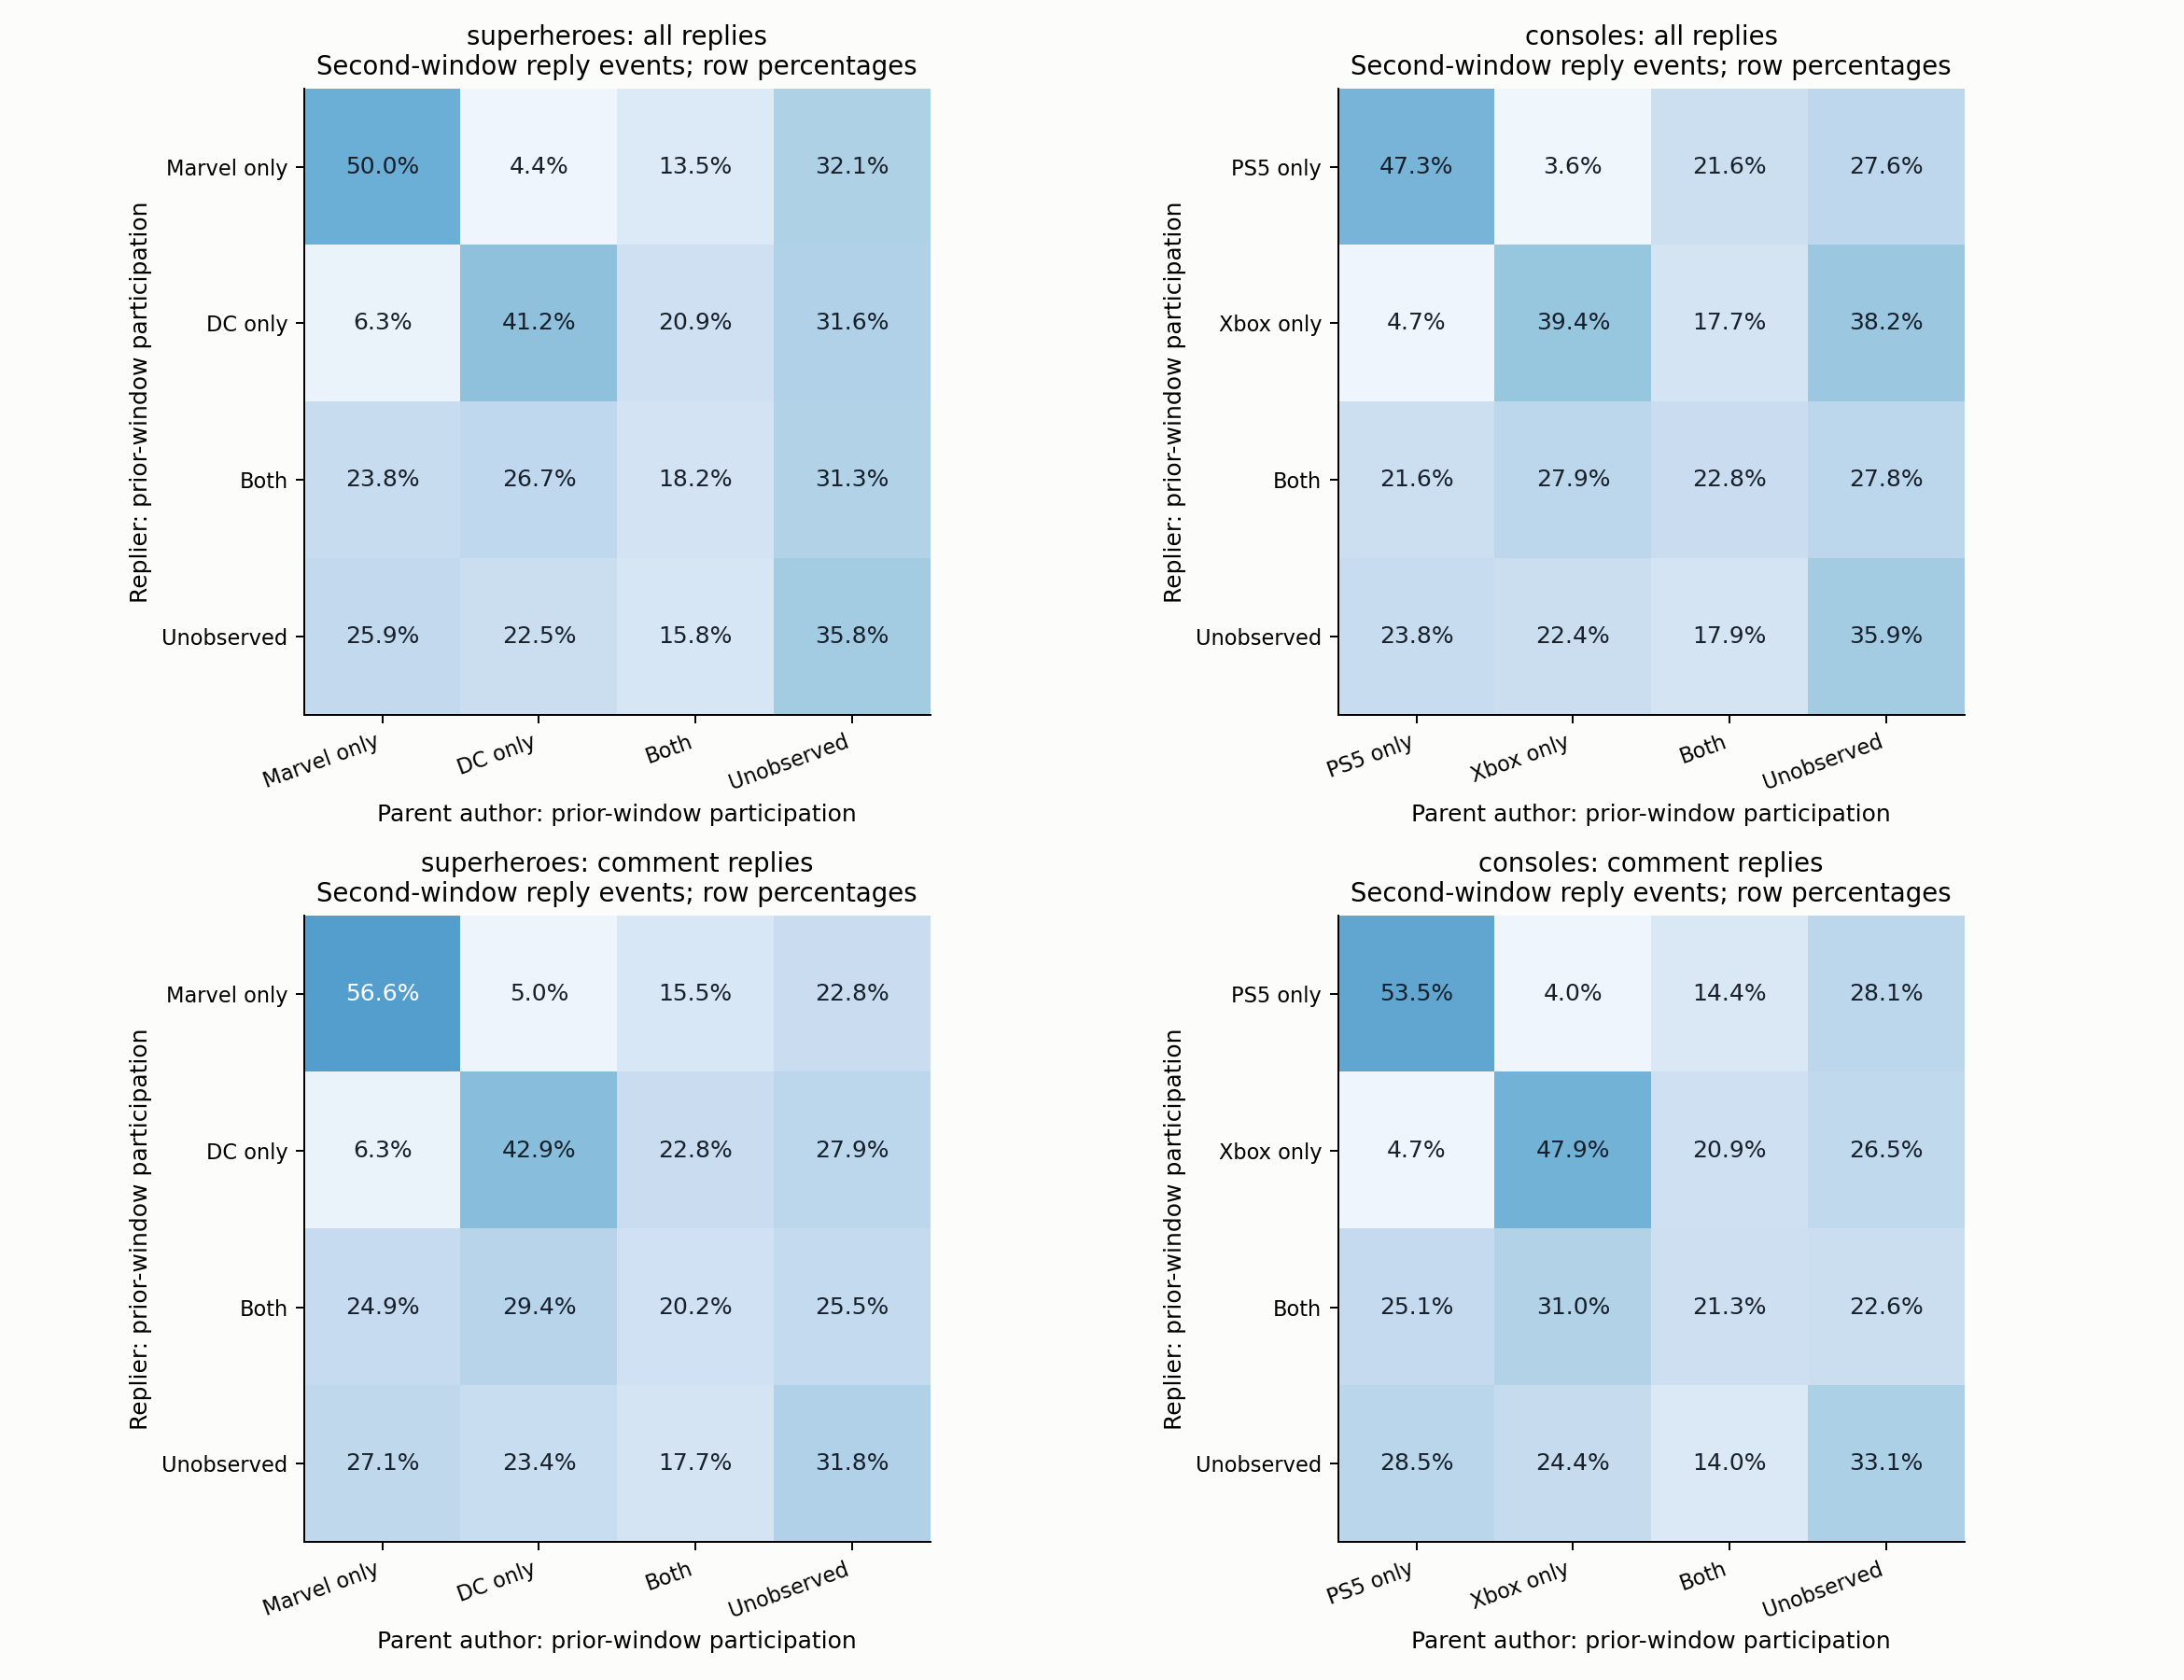 superheroes: all replies
Second-window reply events; row percentages
Replier: prior-window participation
Marvel only 50.0% 4.4% 13.5% 32.1%
DC only 6.3% 41.2% 20.9% 31.6%
Both 23.8% 26.7% 18.2% 31.3%
Unobserved 25.9% 22.5% 15.8% 35.8%
Marvel only DC only Both Unobserved
Parent author: prior-window participation
consoles: all replies
Second-window reply events; row percentages
Replier: prior-window participation
PS5 only 47.3% 3.6% 21.6% 27.6%
Xbox only 4.7% 39.4% 17.7% 38.2%
Both 21.6% 27.9% 22.8% 27.8%
Unobserved 23.8% 22.4% 17.9% 35.9%
PS5 only Xbox only Both Unobserved
Parent author: prior-window participation
superheroes: comment replies
Second-window reply events; row percentages
Replier: prior-window participation
Marvel only 56.6% 5.0% 15.5% 22.8%
DC only 6.3% 42.9% 22.8% 27.9%
Both 24.9% 29.4% 20.2% 25.5%
Unobserved 27.1% 23.4% 17.7% 31.8%
Marvel only DC only Both Unobserved
Parent author: prior-window participation
consoles: comment replies
Second-window reply events; row percentages
Replier: prior-window participation
PS5 only 53.5% 4.0% 14.4% 28.1%
Xbox only 4.7% 47.9% 20.9% 26.5%
Both 25.1% 31.0% 21.3% 22.6%
Unobserved 28.5% 24.4% 14.0% 33.1%
PS5 only Xbox only Both Unobserved
Parent author: prior-window participation